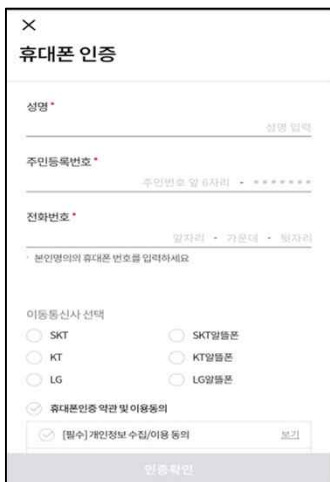 휴대폰 인증
성명 *
성명 입력
주민등록번호 *
주민번호 앞 6자리 - *******
전화번호 *
앞자리 - 가운데 - 뒷자리
* 본인명의의 휴대폰 번호를 입력하세요
이동통신사 선택
SKT SKT알뜰폰
KT KT알뜰폰
LG LG알뜰폰
휴대폰인증 약관 및 이용동의
[필수] 개인정보 수집/이용 동의 보기
인증확인